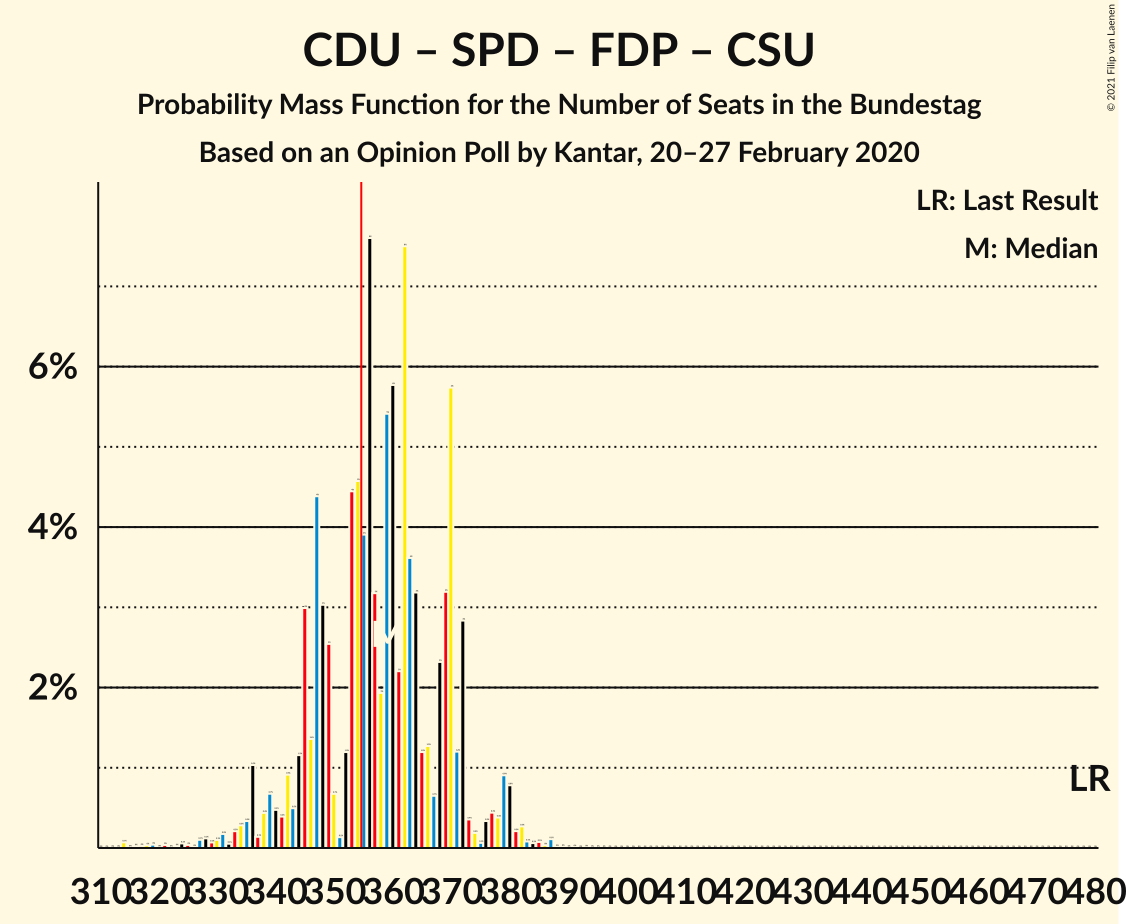 CDU – SPD – FDP – CSU
Probability Mass Function for the Number of Seats in the Bundestag
Based on an Opinion Poll by Kantar, 20–27 February 2020
© 2021 Filip van Laenen
LR: Last Result
M: Median
6%
4%
2%
M
LR
310 320 330 340 350 360 370 380 390 400 410 420 430 440 450 460 470 480